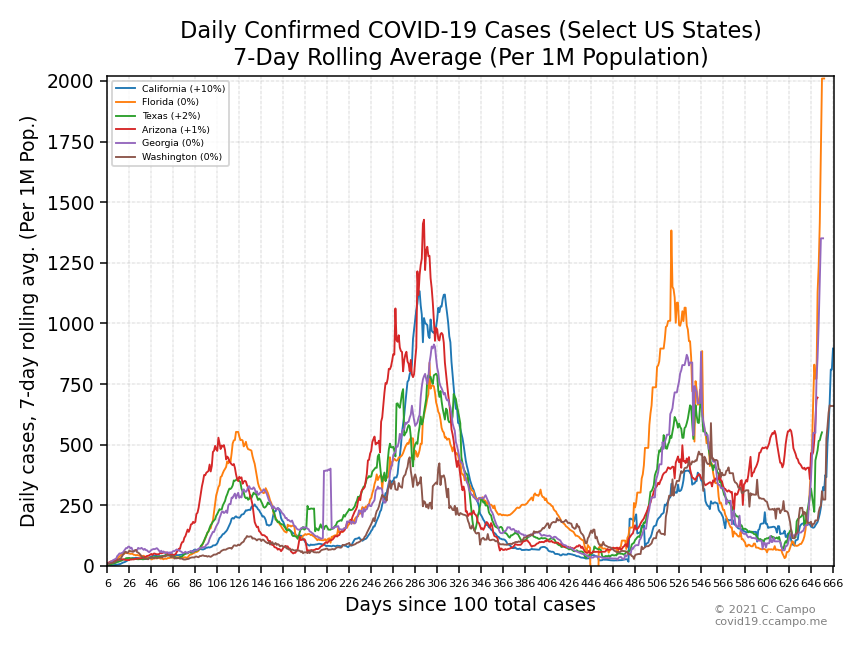 Daily Confirmed COVID-19 Cases (Select US States)
7-Day Rolling Average (Per 1M Population)
Daily cases, 7-day rolling avg. (Per 1M Pop.)
2000
1750
1500
1250
1000
750
500
250
0
California (+10%)
Florida (0%)
Texas (+2%)
Arizona (+1%)
Georgia (0%)
Washington (0%)
6 26 46 66 86 106 126 146 166 186 206 226 246 266 286 306 326 346 366 386 406 426 446 466 486 506 526 546 566 586 606 626 646 666
Days since 100 total cases
© 2021 C. Campo
covid19.ccampo.me